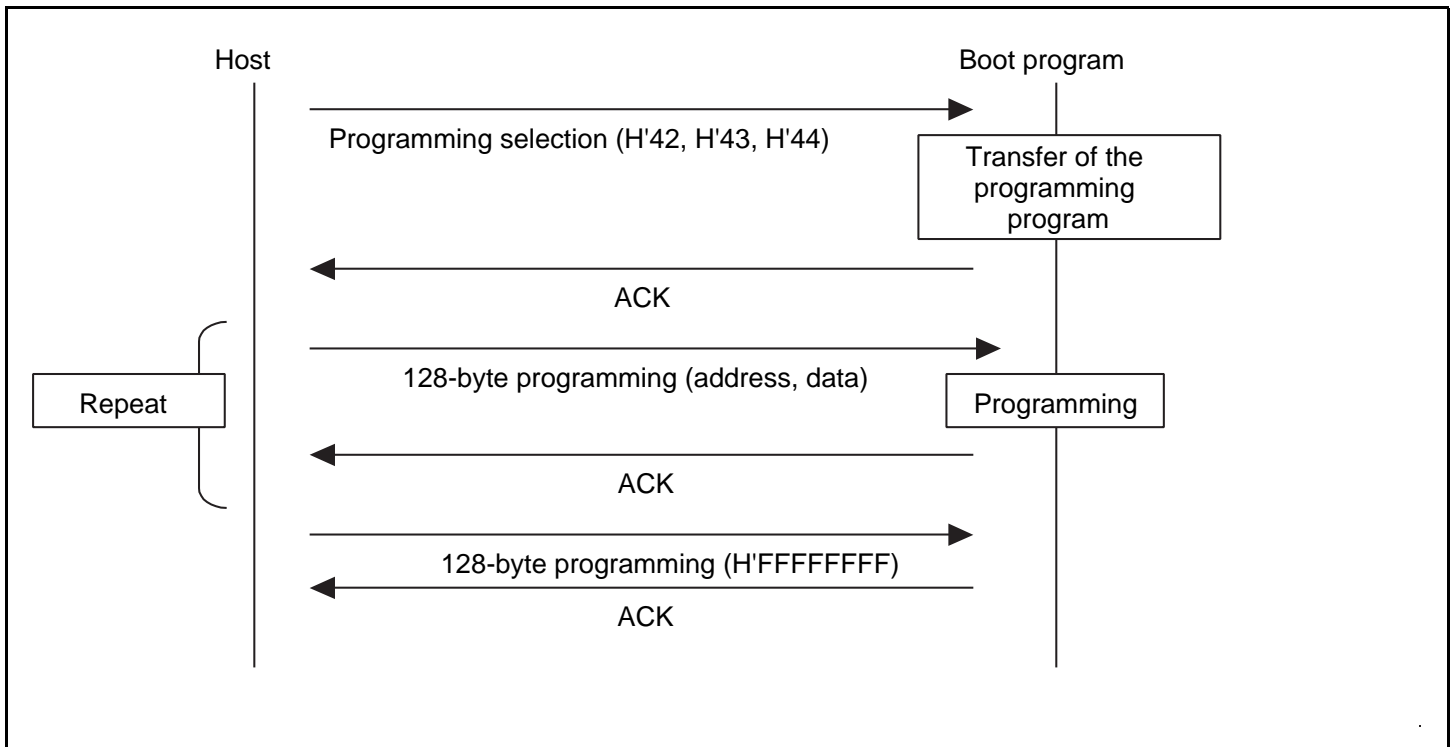 Host
Boot program
Programming selection (H'42, H'43, H'44)
Transfer of the
programming
program
ACK
128-byte programming (address, data)
Repeat
Programming
ACK
128-byte programming (H'FFFFFFFF)
ACK